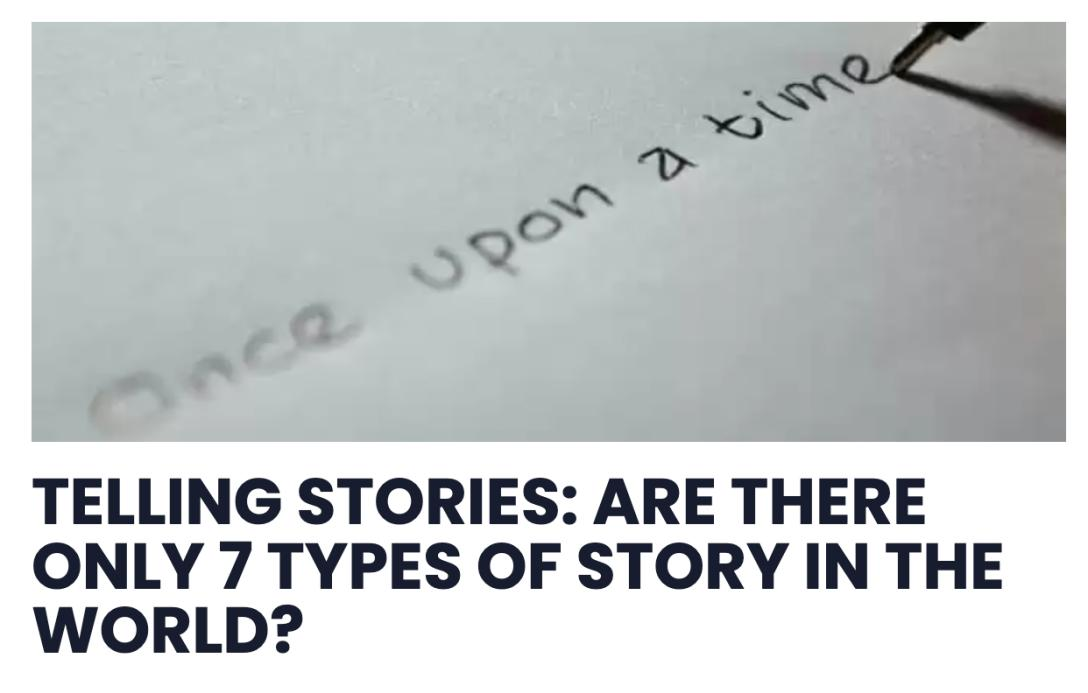 Once upon a time
TELLING STORIES: ARE THERE
ONLY 7 TYPES OF STORY IN THE
WORLD?